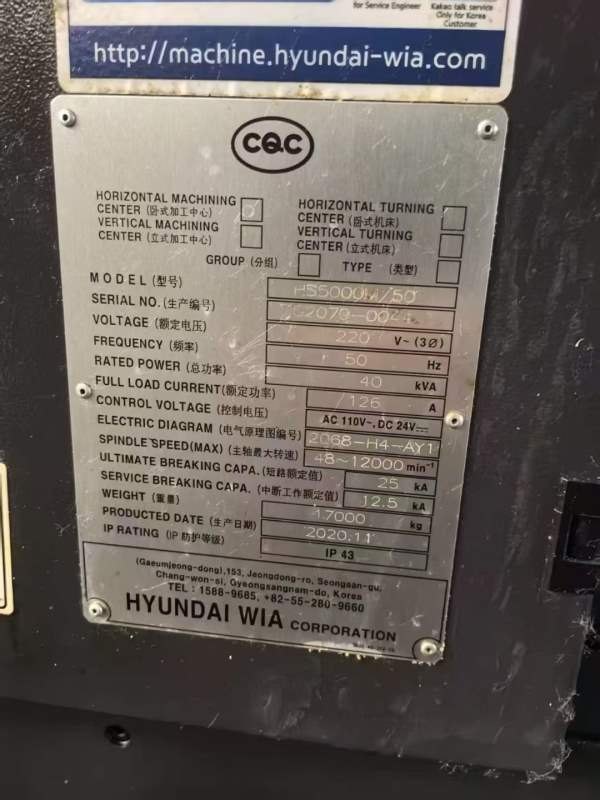 for Service Engineer
Kakao talk service
Only for Korea
Customer
http://machine.hyundai-wia.com
CQC
HORIZONTAL MACHINING
CENTER (卧式加工中心)
VERTICAL MACHINING
CENTER (立式加工中心)
HORIZONTAL TURNING
CENTER (卧式机床)
VERTICAL TURNING
CENTER (立式机床)
GROUP (分组)
TYPE (类型)
MODEL (型号) HS5000M/50
SERIAL NO. (生产编号)
VOLTAGE (额定电压) 220 V~ (3Ø)
FREQUENCY (频率) 50 Hz
RATED POWER (总功率) 40 kVA
FULL LOAD CURRENT(额定功率) 126 A
CONTROL VOLTAGE (控制电压) AC 110V~, DC 24V
ELECTRIC DIAGRAM (电气原理图编号) 2068-H4-AY1
SPINDLE SPEED(MAX) (主轴最大转速) 48~12000 min⁻¹
ULTIMATE BREAKING CAPA. (短路额定值) 25 kA
SERVICE BREAKING CAPA. (中断工作额定值) 12.5 kA
WEIGHT (重量) 17000 kg
PRODUCTED DATE (生产日期) 2020.11
IP RATING (IP 防护等级) IP 43
(Gaeumjeong-dong),153, Jeongdong-ro, Seongsan-gu,
Chang-won-si, Gyeongsangnam-do, Korea
TEL : 1588-9685, +82-55-280-9660
HYUNDAI WIA CORPORATION